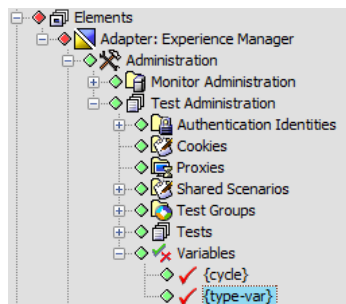 Elements
Adapter: Experience Manager
Administration
Monitor Administration
Test Administration
Authentication Identities
Cookies
Proxies
Shared Scenarios
Test Groups
Tests
Variables
{cycle}
{type-var}